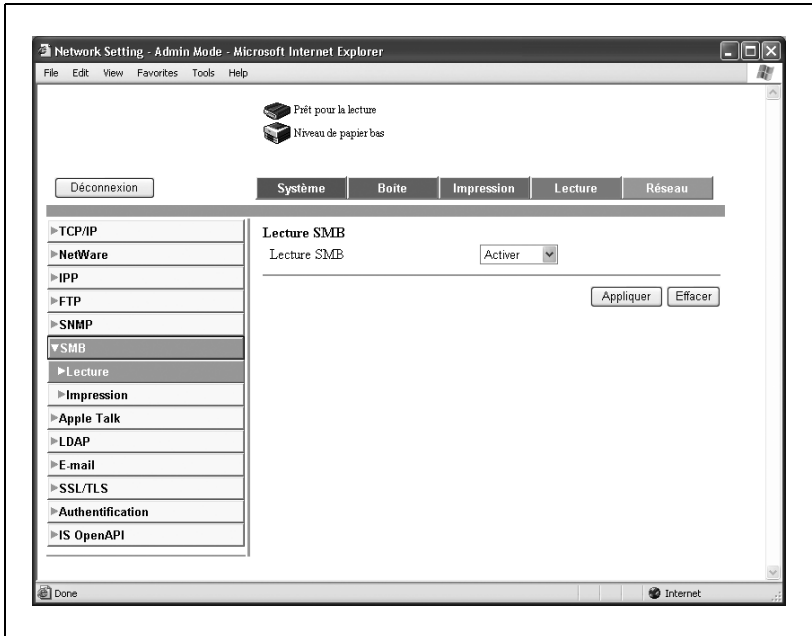 Network Setting - Admin Mode - Microsoft Internet Explorer
File Edit View Favorites Tools Help
Prêt pour la lecture
Niveau de papier bas
Déconnexion
Système Boite Impression Lecture Réseau
TCP/IP
NetWare
IPP
FTP
SNMP
SMB
Lecture
Impression
Apple Talk
LDAP
E-mail
SSL/TLS
Authentification
IS OpenAPI
Lecture SMB
Lecture SMB Activer
Appliquer Effacer
Done Internet